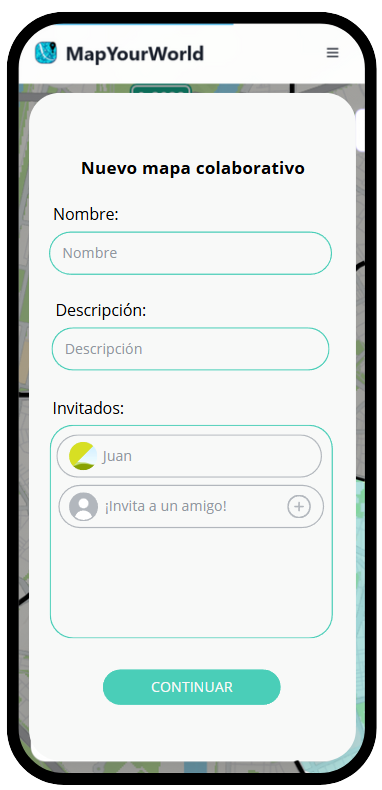 MapYourWorld
Nuevo mapa colaborativo
Nombre:
Nombre
Descripción:
Descripción
Invitados:
Juan
¡Invita a un amigo!
CONTINUAR